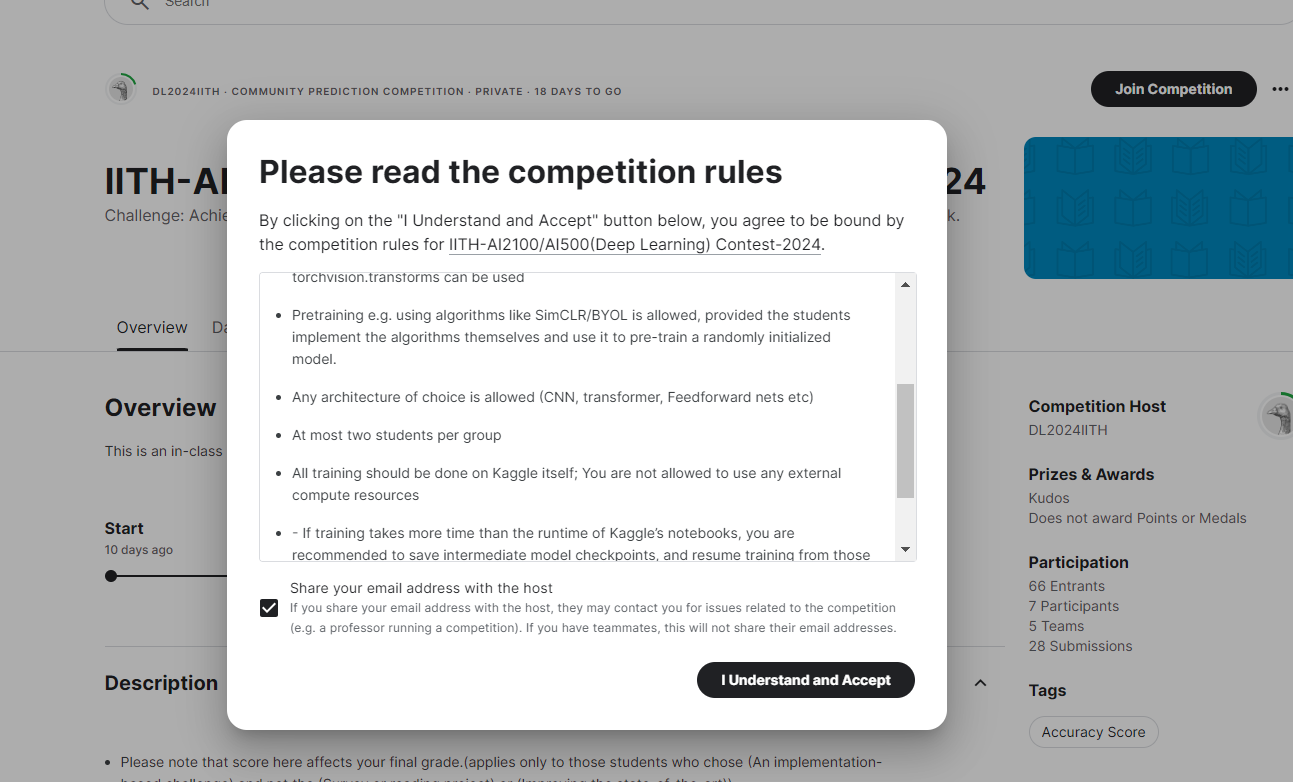 Search
DL2024IITH · COMMUNITY PREDICTION COMPETITION · PRIVATE · 18 DAYS TO GO
Join Competition
IITH-AI
24
Challenge: Achie
k.
Please read the competition rules
By clicking on the "I Understand and Accept" button below, you agree to be bound by
the competition rules for IITH-AI2100/AI500(Deep Learning) Contest-2024.
torchvision.transforms can be used
• Pretraining e.g. using algorithms like SimCLR/BYOL is allowed, provided the students
implement the algorithms themselves and use it to pre-train a randomly initialized
model.
• Any architecture of choice is allowed (CNN, transformer, Feedforward nets etc)
• At most two students per group
• All training should be done on Kaggle itself; You are not allowed to use any external
compute resources
• - If training takes more time than the runtime of Kaggle’s notebooks, you are
recommended to save intermediate model checkpoints, and resume training from those
Share your email address with the host
If you share your email address with the host, they may contact you for issues related to the competition
(e.g. a professor running a competition). If you have teammates, this will not share their email addresses.
I Understand and Accept
Overview
Da
Overview
This is an in-class
Start
10 days ago
Description
• Please note that score here affects your final grade.(applies only to those students who chose (An implementation-
based challenge) and not the (Survey or reading project) or (Improving the state-of-the-art))
Competition Host
DL2024IITH
Prizes & Awards
Kudos
Does not award Points or Medals
Participation
66 Entrants
7 Participants
5 Teams
28 Submissions
Tags
Accuracy Score